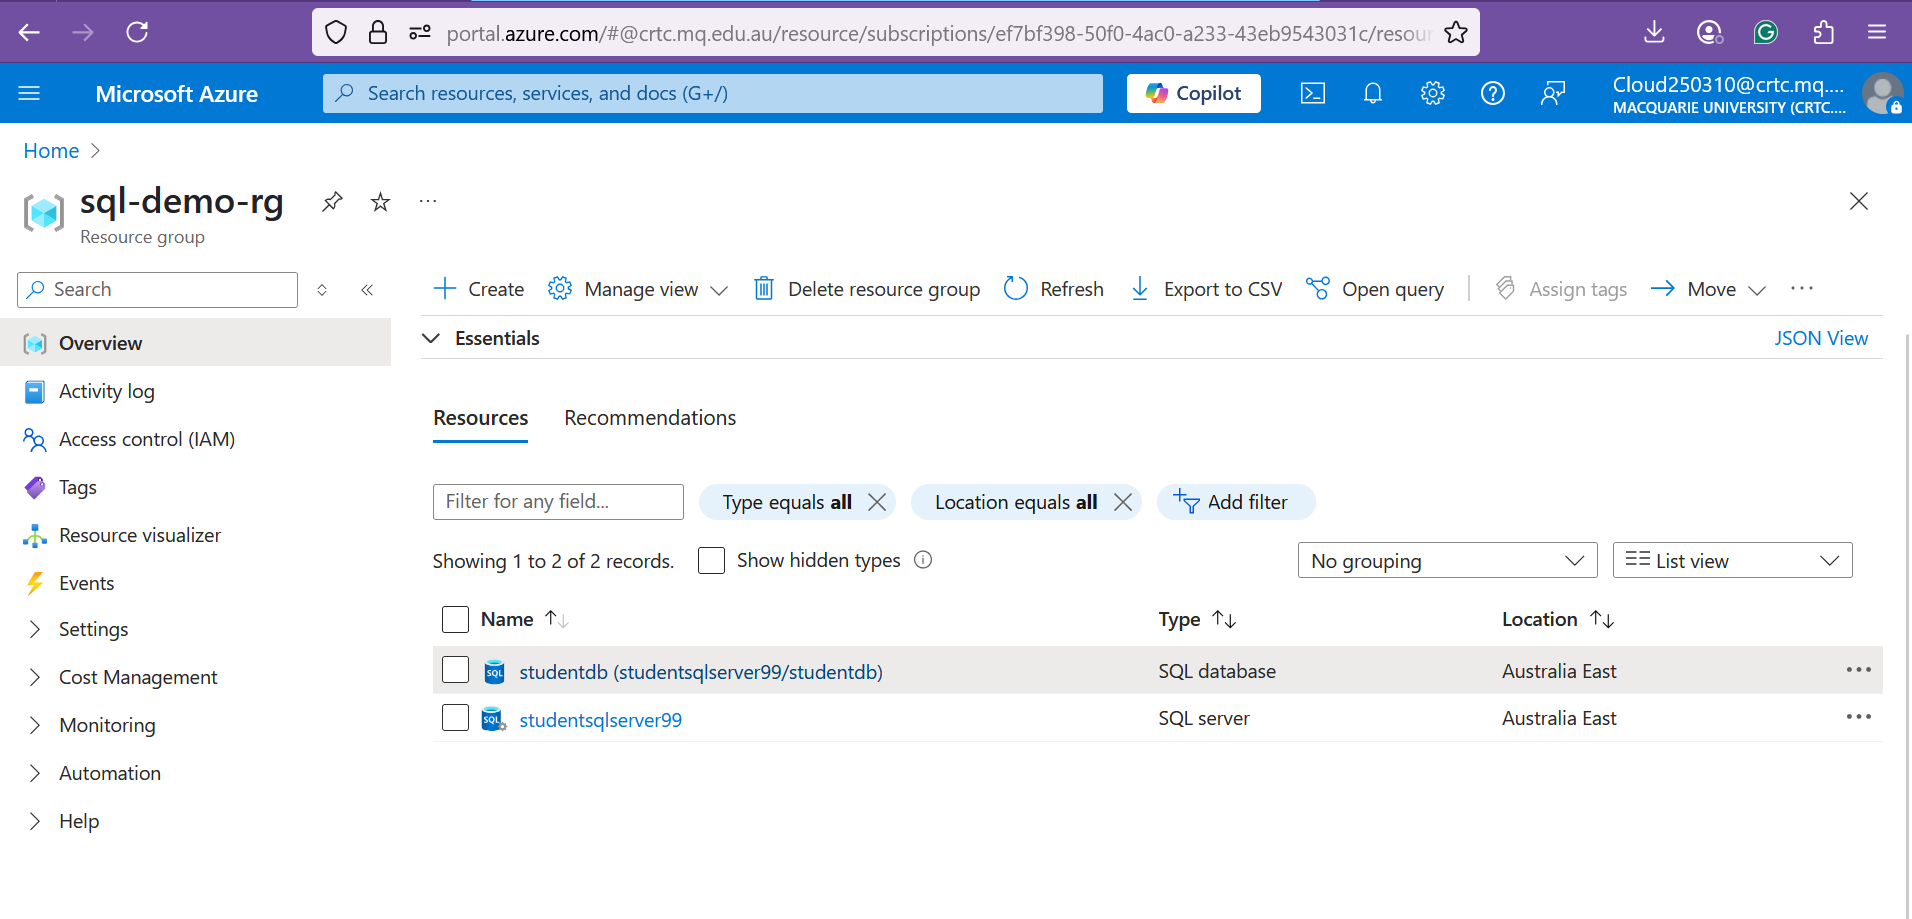 portal.azure.com/#@crtc.mq.edu.au/resource/subscriptions/ef7bf398-50f0-4ac0-a233-43eb9543031c/resour
Microsoft Azure
Search resources, services, and docs (G+/)
Copilot
Cloud250310@crtc.mq....
MACQUARIE UNIVERSITY (CRTC....
Home
sql-demo-rg
Resource group
Search
Create
Manage view
Delete resource group
Refresh
Export to CSV
Open query
Assign tags
Move
Overview
Activity log
Access control (IAM)
Tags
Resource visualizer
Events
Settings
Cost Management
Monitoring
Automation
Help
Essentials
JSON View
Resources
Recommendations
Filter for any field...
Type equals all
Location equals all
Add filter
Showing 1 to 2 of 2 records.
Show hidden types
No grouping
List view
Name
Type
Location
SQL
studentdb (studentsqlserver99/studentdb)
SQL database
Australia East
SQL
studentsqlserver99
SQL server
Australia East